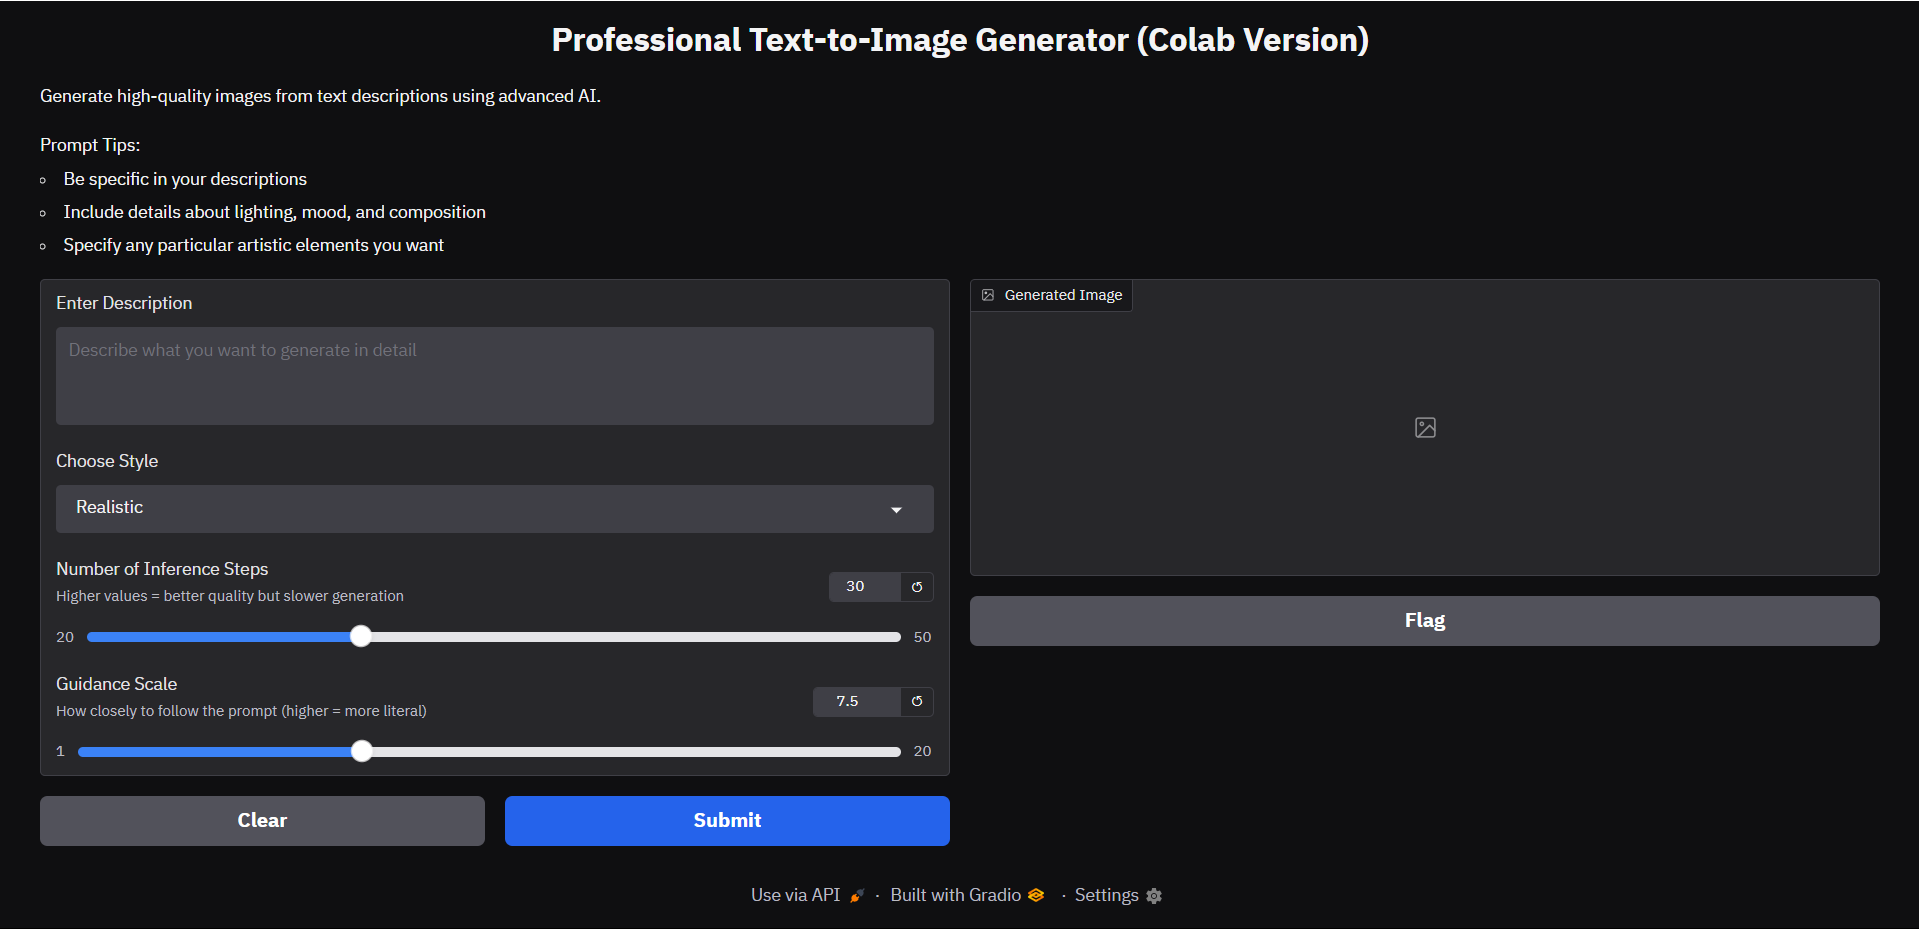 Professional Text-to-Image Generator (Colab Version)
Generate high-quality images from text descriptions using advanced AI.
Prompt Tips:
Be specific in your descriptions
Include details about lighting, mood, and composition
Specify any particular artistic elements you want
Enter Description
Describe what you want to generate in detail
Choose Style
Realistic
Number of Inference Steps
Higher values = better quality but slower generation
30
20
50
Guidance Scale
How closely to follow the prompt (higher = more literal)
7.5
1
20
Clear
Submit
Generated Image
Flag
Use via API · Built with Gradio · Settings